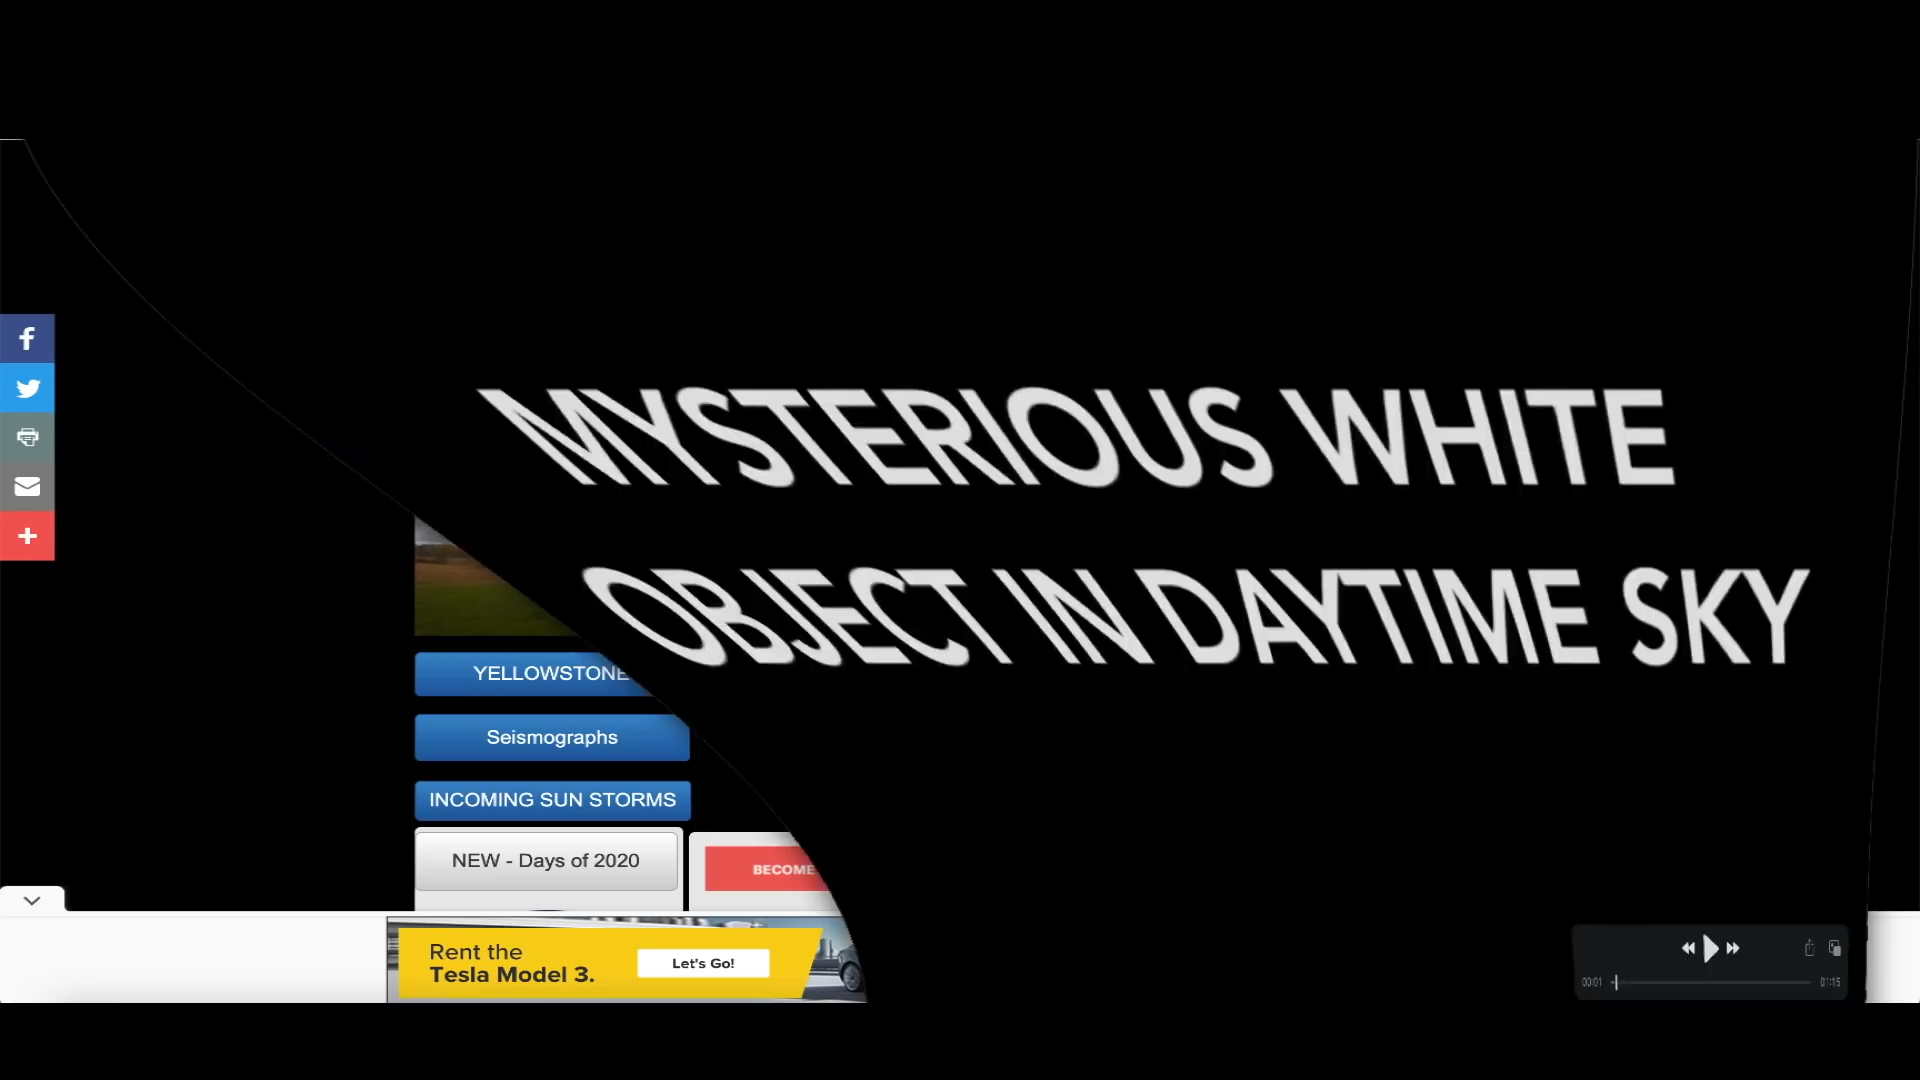 MYSTERIOUS WHITE
OBJECT IN DAYTIME SKY
YELLOWSTONE
Seismographs
INCOMING SUN STORMS
NEW - Days of 2020
BECOME
Rent the
Tesla Model 3.
Let's Go!
00:01
01:15